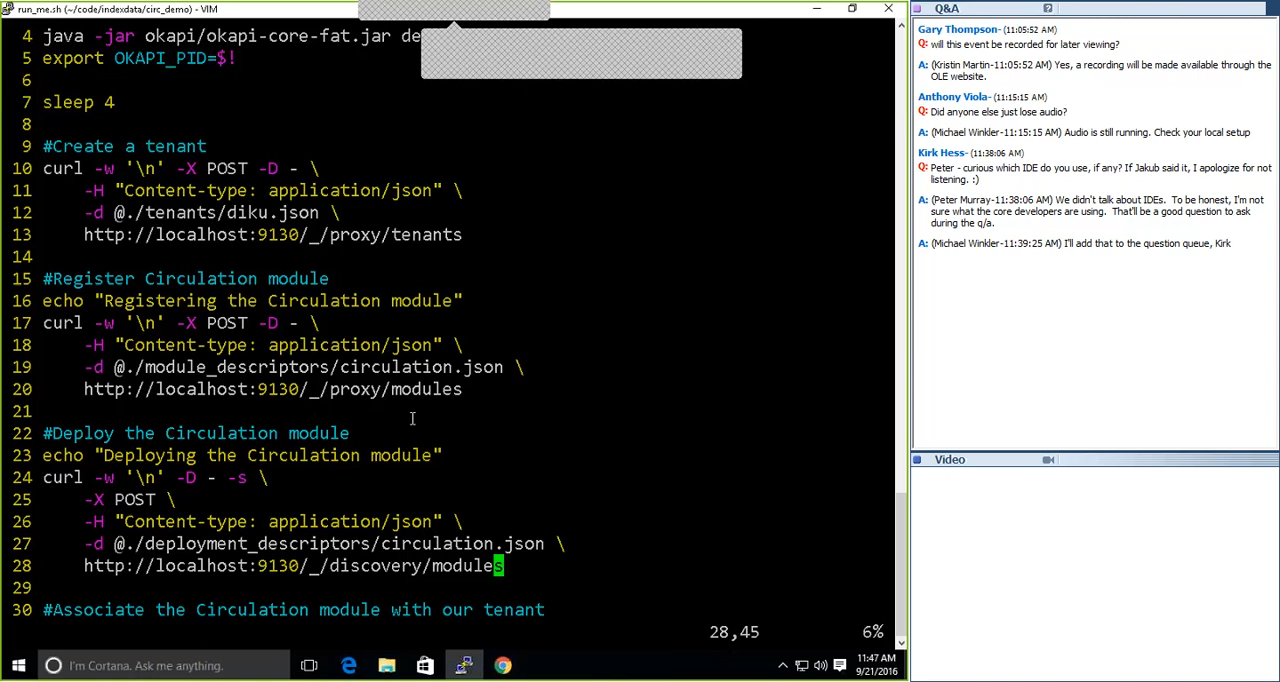 run_me.sh (~/code/indexdata/circ_demo) - VIM
4 java -jar okapi/okapi-core-fat.jar de
5 export OKAPI_PID=$!
6
7 sleep 4
8
9 #Create a tenant
10 curl -w '\n' -X POST -D - \
11 -H "Content-type: application/json" \
12 -d @./tenants/diku.json \
13 http://localhost:9130/_/proxy/tenants
14
15 #Register Circulation module
16 echo "Registering the Circulation module"
17 curl -w '\n' -X POST -D - \
18 -H "Content-type: application/json" \
19 -d @./module_descriptors/circulation.json \
20 http://localhost:9130/_/proxy/modules
21
22 #Deploy the Circulation module
23 echo "Deploying the Circulation module"
24 curl -w '\n' -D - -s \
25 -X POST \
26 -H "Content-type: application/json" \
27 -d @./deployment_descriptors/circulation.json \
28 http://localhost:9130/_/discovery/modules
29
30 #Associate the Circulation module with our tenant
28,45 6%
I'm Cortana. Ask me anything.
11:47 AM
9/21/2016
Q&A
?
Gary Thompson- (11:05:52 AM)
Q: will this event be recorded for later viewing?
A: (Kristin Martin-11:05:52 AM) Yes, a recording will be made available through the
OLE website.
Anthony Viola- (11:15:15 AM)
Q: Did anyone else just lose audio?
A: (Michael Winkler-11:15:15 AM) Audio is still running. Check your local setup
Kirk Hess- (11:38:06 AM)
Q: Peter - curious which IDE do you use, if any? If Jakub said it, I apologize for not
listening. :)
A: (Peter Murray-11:38:06 AM) We didn't talk about IDEs. To be honest, I'm not
sure what the core developers are using. That'll be a good question to ask
during the q/a.
A: (Michael Winkler-11:39:25 AM) I'll add that to the question queue, Kirk
Video